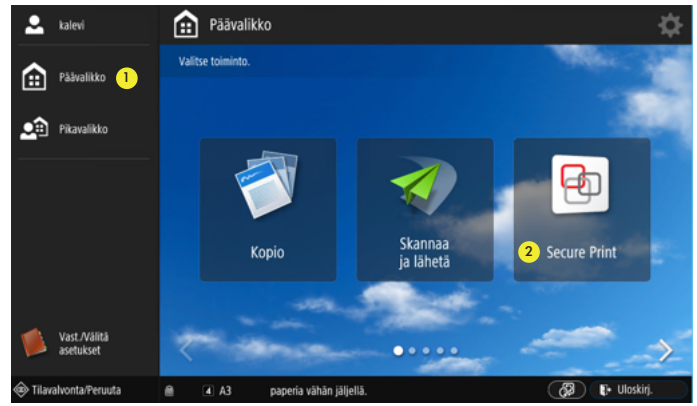 kalevi
Päävalikko
Päävalikko 1
Valitse toiminto.
Pikavalikko
Kopio
Skannaa
ja lähetä
2 Secure Print
Vast./Välitä
asetukset
Tilavalvonta/Peruuta
4 A3 paperia vähän jäljellä.
Uloskirj.